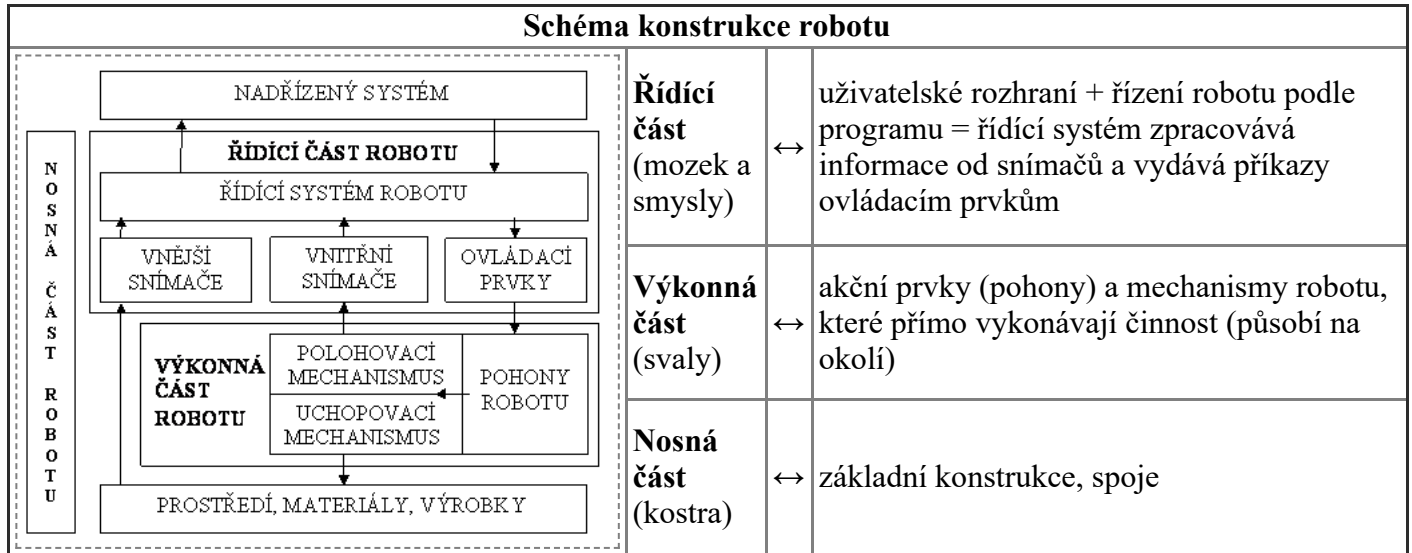 Schéma konstrukce robotu
NADŘÍZENÝ SYSTÉM
NOSNÁ ČÁST ROBOTU
ŘÍDÍCÍ ČÁST ROBOTU
ŘÍDÍCÍ SYSTÉM ROBOTU
VNĚJŠÍ
SNÍMAČE
VNITŘNÍ
SNÍMAČE
OVLÁDACÍ
PRVKY
VÝKONNÁ
ČÁST
ROBOTU
POLOHOVACÍ
MECHANISMUS
UCHOPOVACÍ
MECHANISMUS
POHONY
ROBOTU
PROSTŘEDÍ, MATERIÁLY, VÝROBKY
Řídící
část
(mozek a
smysly)
↔
uživatelské rozhraní + řízení robotu podle
programu = řídící systém zpracovává
informace od snímačů a vydává příkazy
ovládacím prvkům
Výkonná
část
(svaly)
↔
akční prvky (pohony) a mechanismy robotu,
které přímo vykonávají činnost (působí na
okolí)
Nosná
část
(kostra)
↔
základní konstrukce, spoje